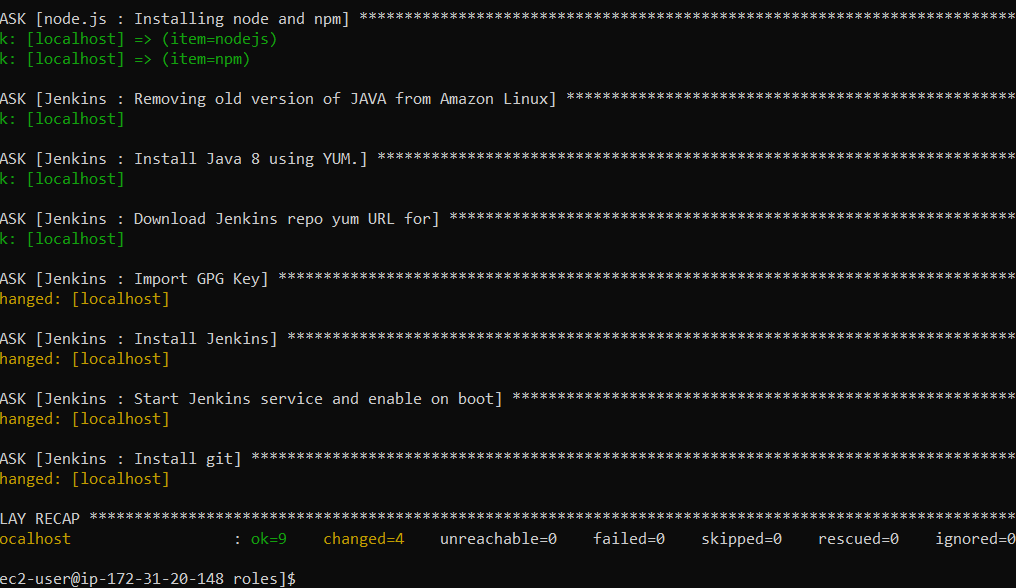 ASK [node.js : Installing node and npm] *************************************************************************
k: [localhost] => (item=nodejs)
k: [localhost] => (item=npm)
ASK [Jenkins : Removing old version of JAVA from Amazon Linux] **************************************************
k: [localhost]
ASK [Jenkins : Install Java 8 using YUM.] ***********************************************************************
k: [localhost]
ASK [Jenkins : Download Jenkins repo yum URL for] ***************************************************************
k: [localhost]
ASK [Jenkins : Import GPG Key] **********************************************************************************
hanged: [localhost]
ASK [Jenkins : Install Jenkins] *********************************************************************************
hanged: [localhost]
ASK [Jenkins : Start Jenkins service and enable on boot] ********************************************************
hanged: [localhost]
ASK [Jenkins : Install git] *************************************************************************************
hanged: [localhost]
LAY RECAP *******************************************************************************************************
ocalhost                  : ok=9    changed=4    unreachable=0    failed=0    skipped=0    rescued=0    ignored=0
ec2-user@ip-172-31-20-148 roles]$